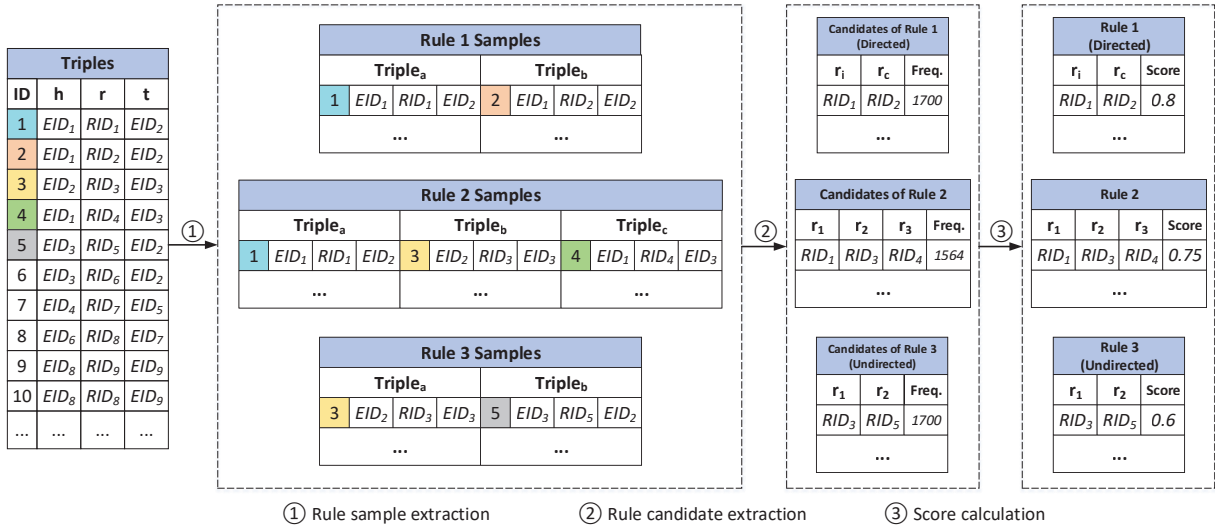 Triples
ID h r t
1 EID₁ RID₁ EID₂
2 EID₁ RID₂ EID₂
3 EID₂ RID₃ EID₃
4 EID₁ RID₄ EID₃
5 EID₃ RID₅ EID₂
6 EID₃ RID₆ EID₂
7 EID₄ RID₇ EID₅
8 EID₆ RID₈ EID₇
9 EID₈ RID₉ EID₉
10 EID₈ RID₈ EID₉
... ... ... ...
①
Rule 1 Samples
Tripleₐ Triple_b
1 EID₁ RID₁ EID₂ 2 EID₁ RID₂ EID₂
... ...
Rule 2 Samples
Tripleₐ Triple_b Triple_c
1 EID₁ RID₁ EID₂ 3 EID₂ RID₃ EID₃ 4 EID₁ RID₄ EID₃
... ... ...
Rule 3 Samples
Tripleₐ Triple_b
3 EID₂ RID₃ EID₃ 5 EID₃ RID₅ EID₂
... ...
②
Candidates of Rule 1
(Directed)
rᵢ r_c Freq.
RID₁ RID₂ 1700
...
Candidates of Rule 2
r₁ r₂ r₃ Freq.
RID₁ RID₃ RID₄ 1564
...
Candidates of Rule 3
(Undirected)
r₁ r₂ Freq.
RID₃ RID₅ 1700
...
③
Rule 1
(Directed)
rᵢ r_c Score
RID₁ RID₂ 0.8
...
Rule 2
r₁ r₂ r₃ Score
RID₁ RID₃ RID₄ 0.75
...
Rule 3
(Undirected)
r₁ r₂ Score
RID₃ RID₅ 0.6
...
① Rule sample extraction ② Rule candidate extraction ③ Score calculation